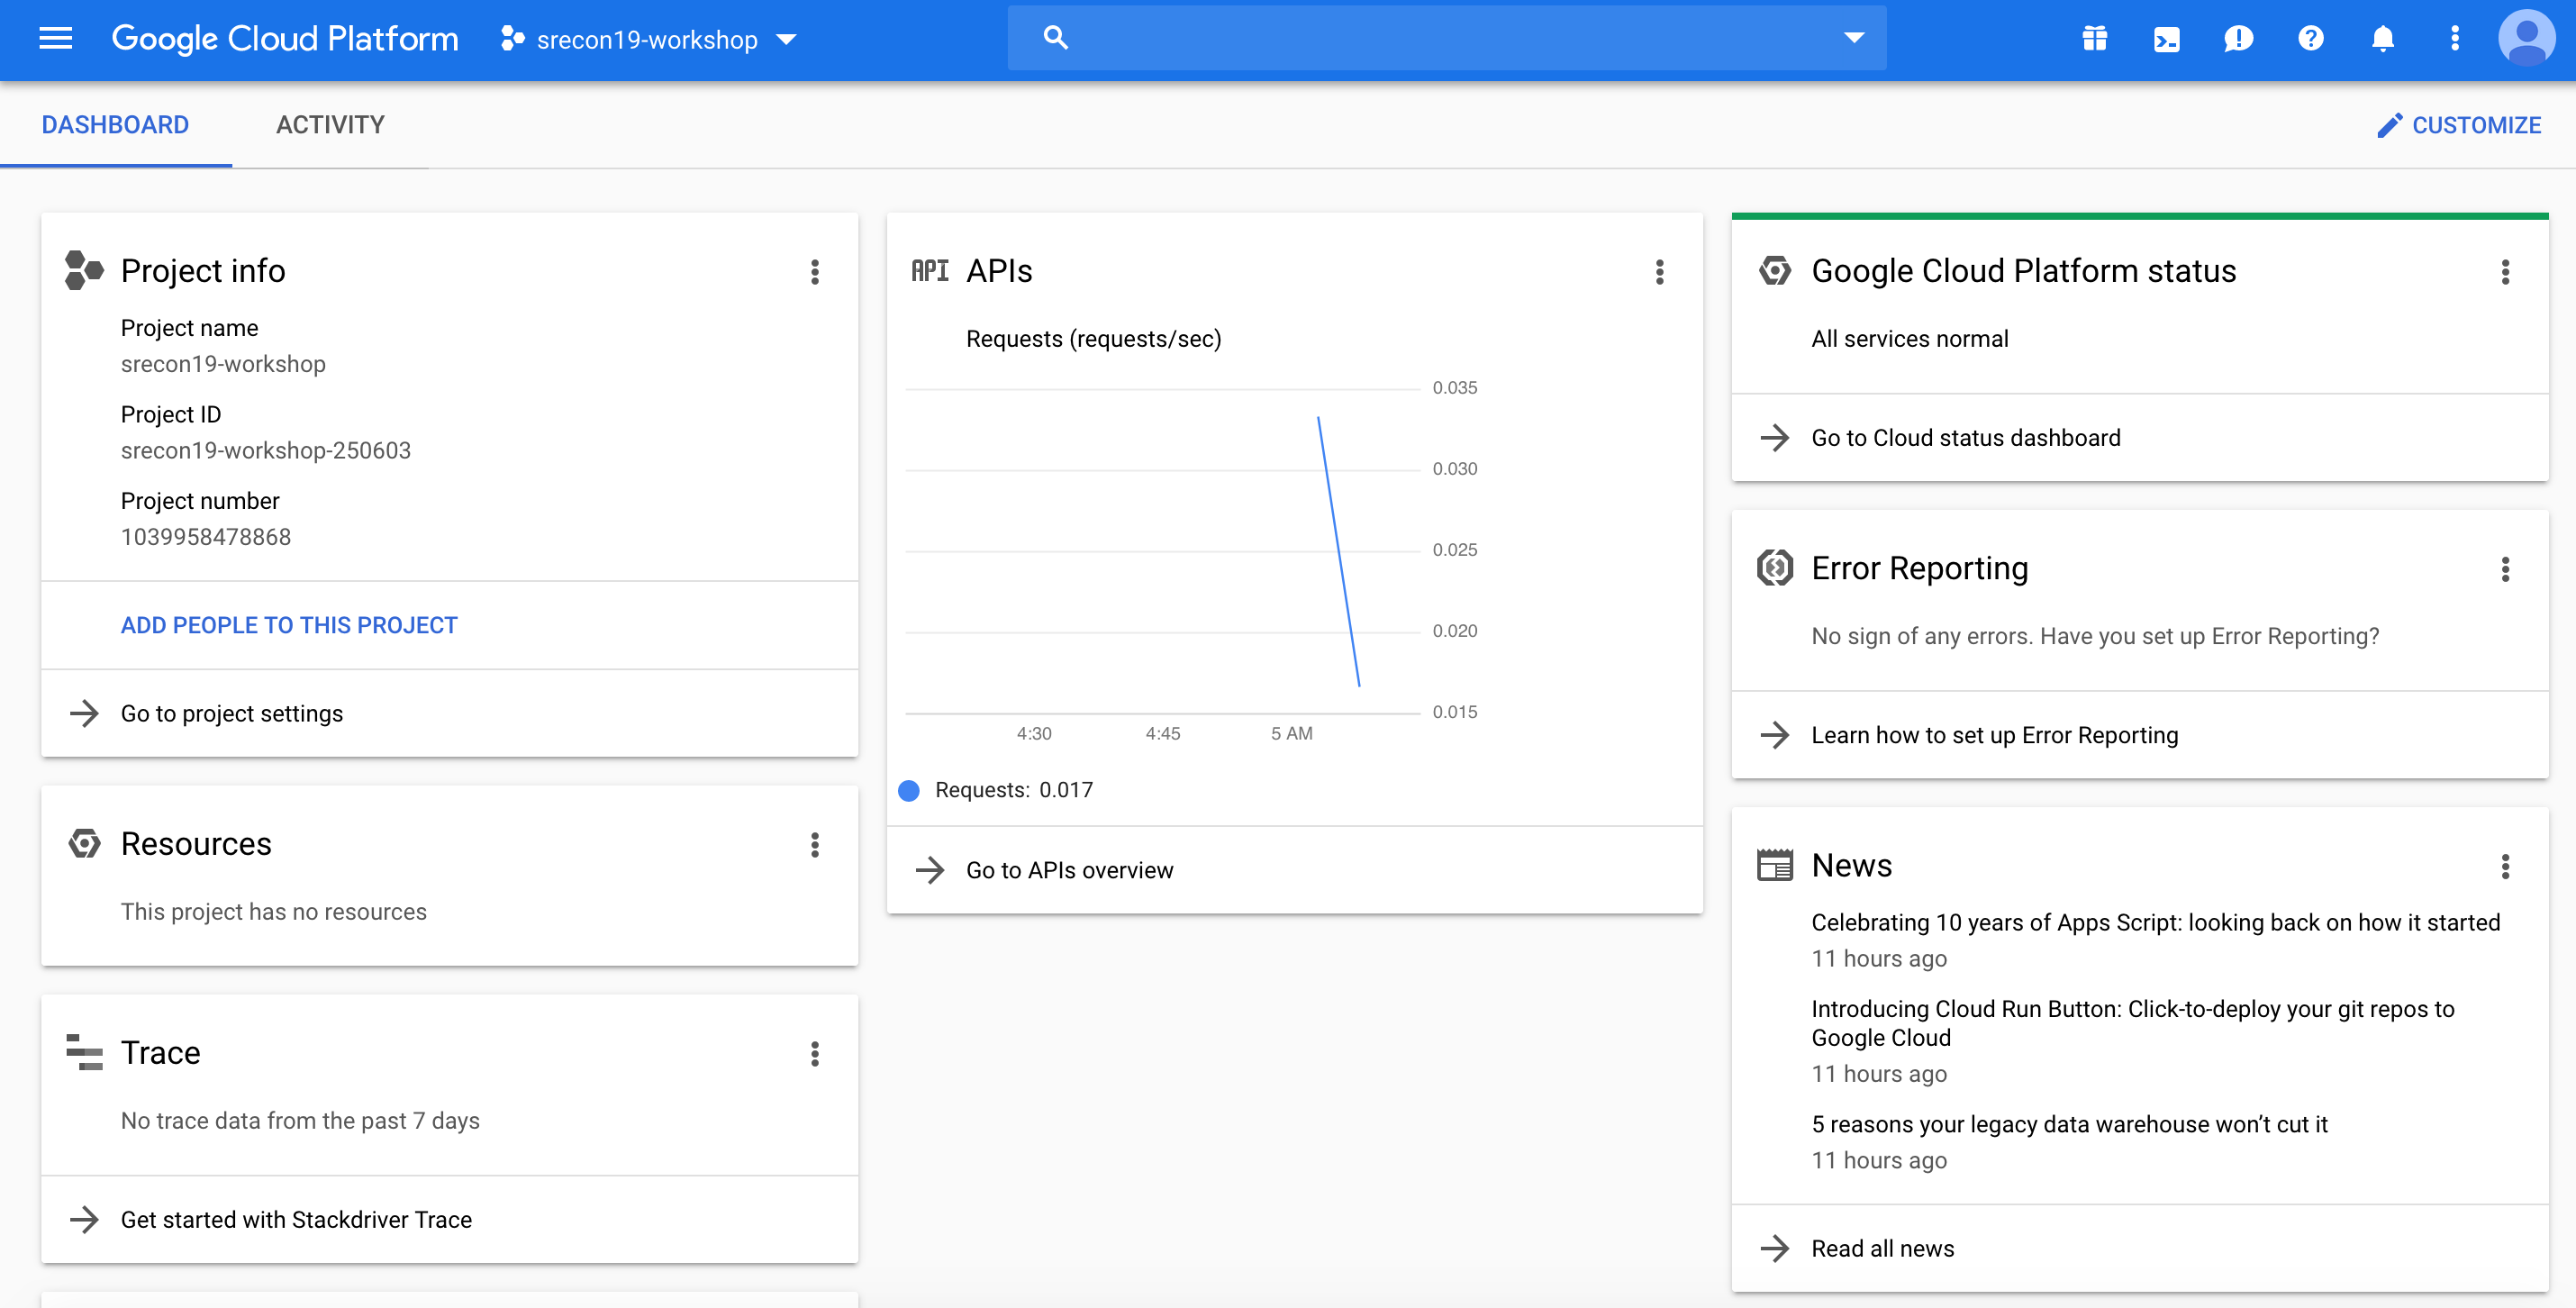 Google Cloud Platform
srecon19-workshop
DASHBOARD
ACTIVITY
CUSTOMIZE
Project info
Project name
srecon19-workshop
Project ID
srecon19-workshop-250603
Project number
1039958478868
ADD PEOPLE TO THIS PROJECT
Go to project settings
Resources
This project has no resources
Trace
No trace data from the past 7 days
Get started with Stackdriver Trace
API APIs
Requests (requests/sec)
0.035
0.030
0.025
0.020
0.015
4:30 4:45 5 AM
Requests: 0.017
Go to APIs overview
Google Cloud Platform status
All services normal
Go to Cloud status dashboard
Error Reporting
No sign of any errors. Have you set up Error Reporting?
Learn how to set up Error Reporting
News
Celebrating 10 years of Apps Script: looking back on how it started
11 hours ago
Introducing Cloud Run Button: Click-to-deploy your git repos to
Google Cloud
11 hours ago
5 reasons your legacy data warehouse won’t cut it
11 hours ago
Read all news